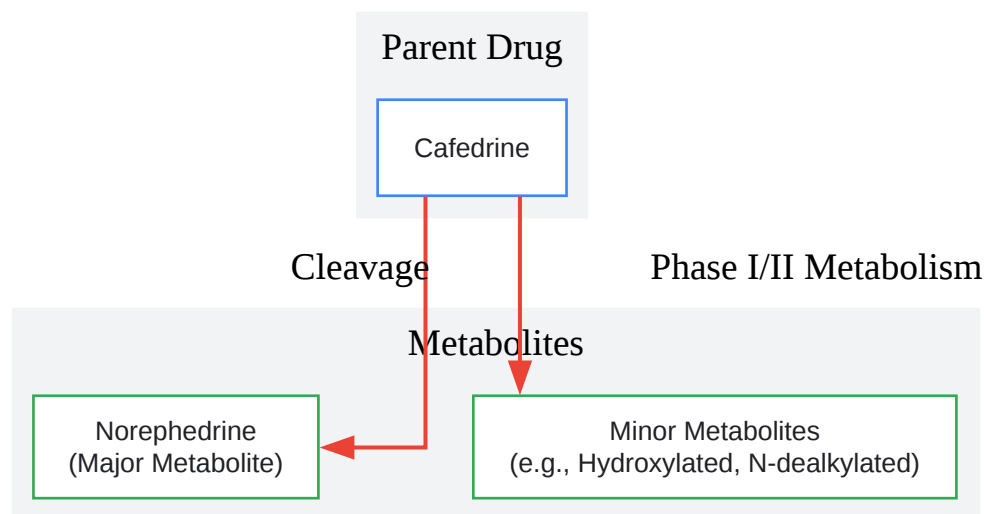 Parent Drug
Cafedrine
Cleavage
Phase I/II Metabolism
Metabolites
Norephedrine
(Major Metabolite)
Minor Metabolites
(e.g., Hydroxylated, N-dealkylated)